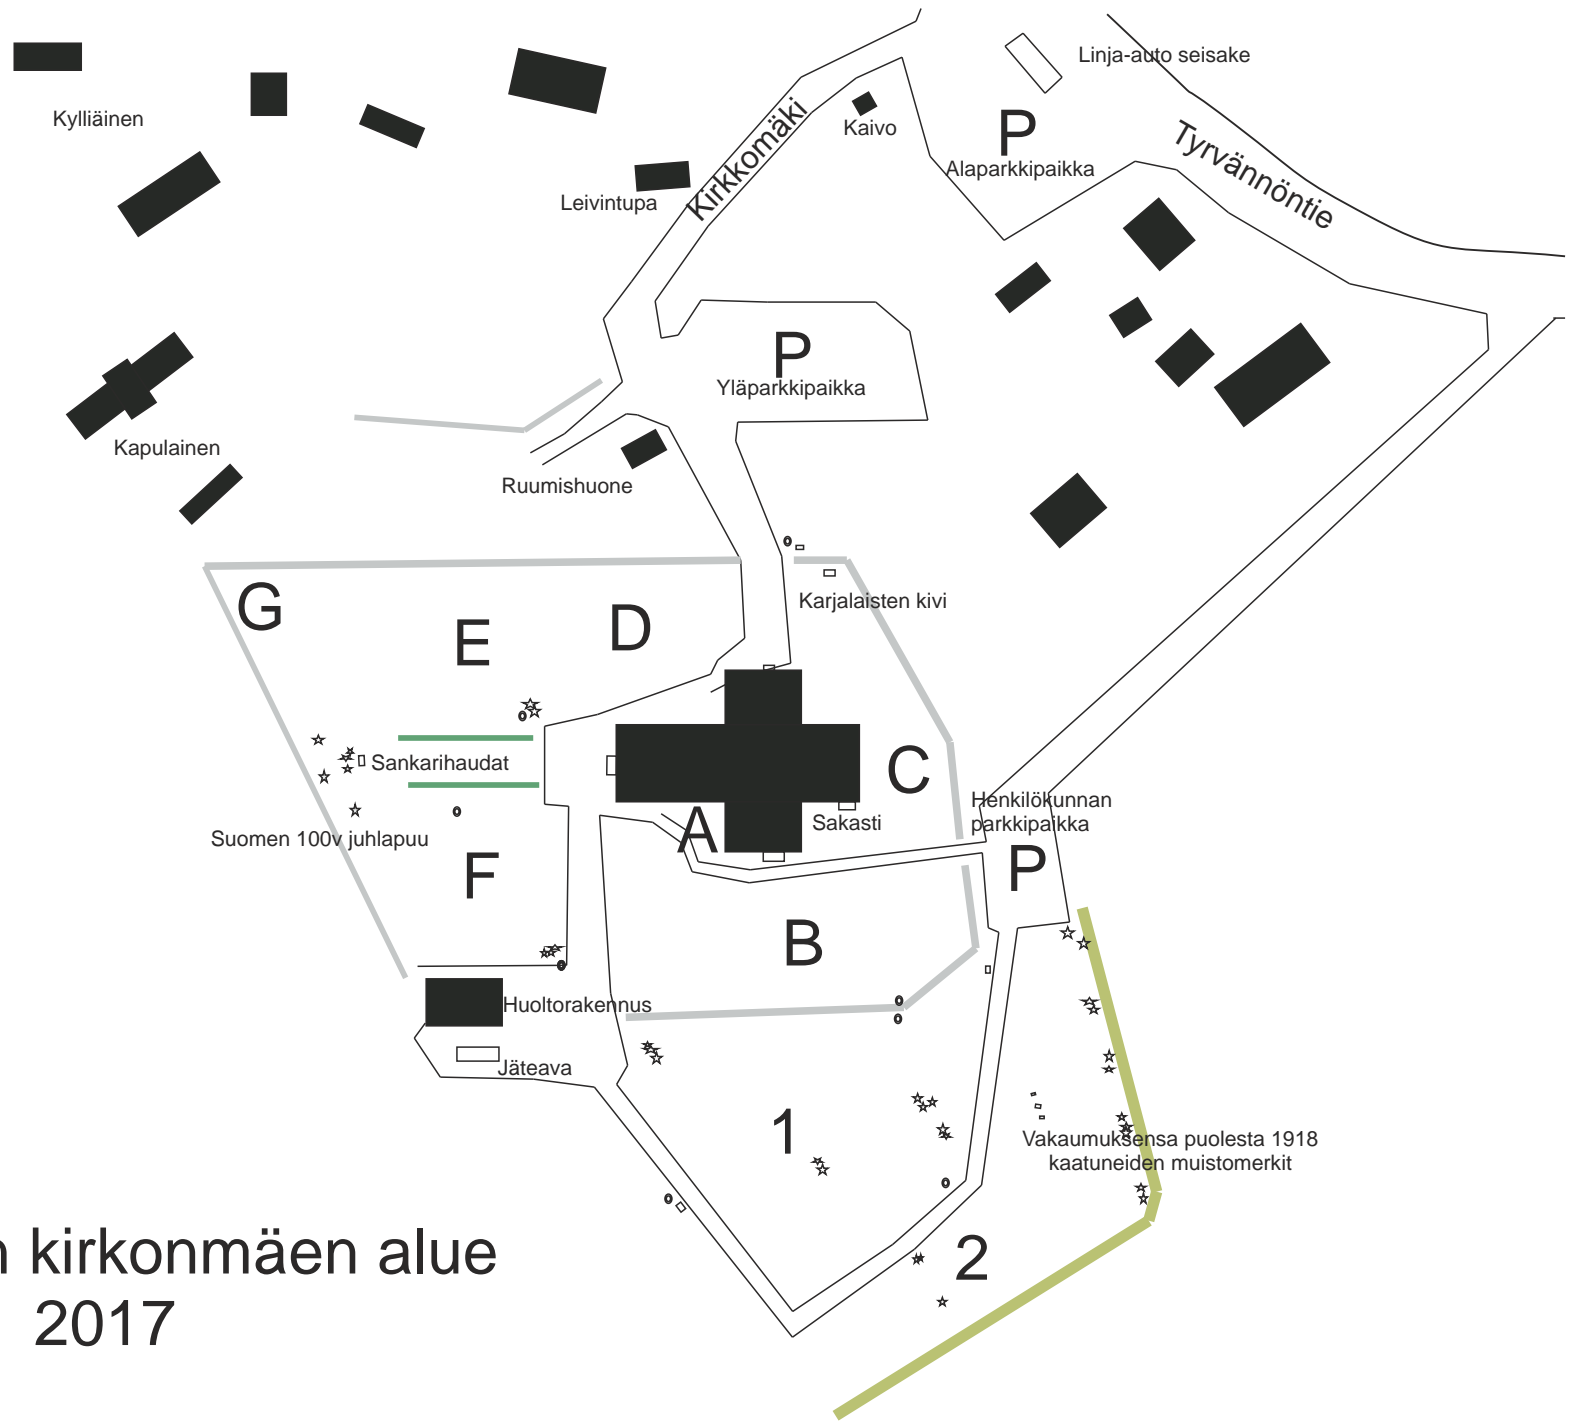 Linja-auto seisake
Kylliäinen
Kirkkomäki
Kaivo
P
Alaparkkipaikka
Tyrvännöntie
Leivintupa
P
Yläparkkipaikka
Kapulainen
Ruumishuone
G
E
D
Karjalaisten kivi
Sankarihaudat
C
Henkilökunnan
parkkipaikka
A
Sakasti
Suomen 100v juhlapuu
F
P
B
Huoltorakennus
Jäteava
1
Vakaumuksensa puolesta 1918
kaatuneiden muistomerkit
2
kirkonmäen alue
2017